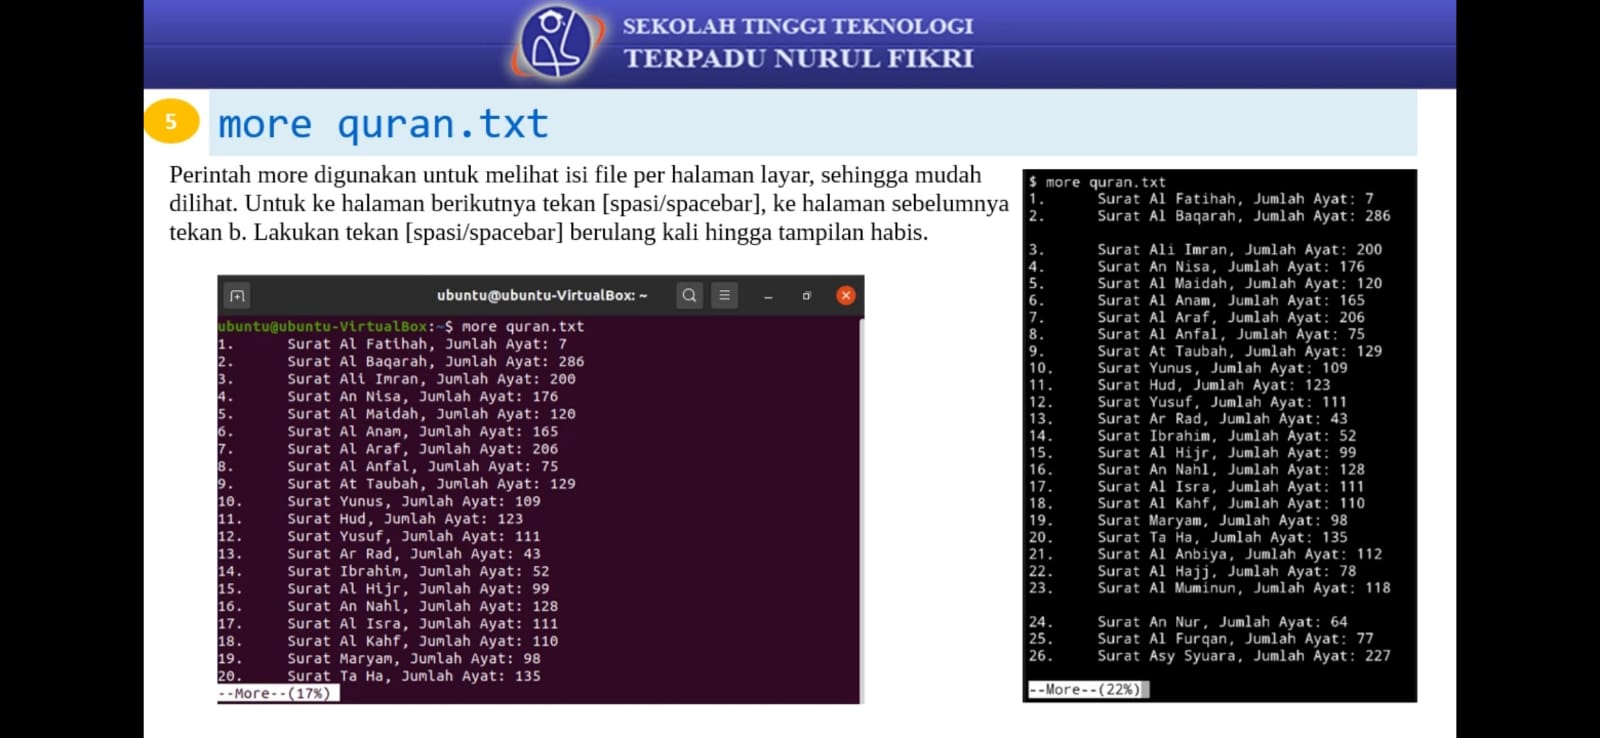 SEKOLAH TINGGI TEKNOLOGI
TERPADU NURUL FIKRI
5
more quran.txt
Perintah more digunakan untuk melihat isi file per halaman layar, sehingga mudah
dilihat. Untuk ke halaman berikutnya tekan [spasi/spacebar], ke halaman sebelumnya
tekan b. Lakukan tekan [spasi/spacebar] berulang kali hingga tampilan habis.
ubuntu@ubuntu-VirtualBox: ~
ubuntu@ubuntu-VirtualBox:~$ more quran.txt
1. Surat Al Fatihah, Jumlah Ayat: 7
2. Surat Al Baqarah, Jumlah Ayat: 286
3. Surat Ali Imran, Jumlah Ayat: 200
4. Surat An Nisa, Jumlah Ayat: 176
5. Surat Al Maidah, Jumlah Ayat: 120
6. Surat Al Anam, Jumlah Ayat: 165
7. Surat Al Araf, Jumlah Ayat: 206
8. Surat Al Anfal, Jumlah Ayat: 75
9. Surat At Taubah, Jumlah Ayat: 129
10. Surat Yunus, Jumlah Ayat: 109
11. Surat Hud, Jumlah Ayat: 123
12. Surat Yusuf, Jumlah Ayat: 111
13. Surat Ar Rad, Jumlah Ayat: 43
14. Surat Ibrahim, Jumlah Ayat: 52
15. Surat Al Hijr, Jumlah Ayat: 99
16. Surat An Nahl, Jumlah Ayat: 128
17. Surat Al Isra, Jumlah Ayat: 111
18. Surat Al Kahf, Jumlah Ayat: 110
19. Surat Maryam, Jumlah Ayat: 98
20. Surat Ta Ha, Jumlah Ayat: 135
--More--(17%)
$ more quran.txt
1. Surat Al Fatihah, Jumlah Ayat: 7
2. Surat Al Baqarah, Jumlah Ayat: 286
3. Surat Ali Imran, Jumlah Ayat: 200
4. Surat An Nisa, Jumlah Ayat: 176
5. Surat Al Maidah, Jumlah Ayat: 120
6. Surat Al Anam, Jumlah Ayat: 165
7. Surat Al Araf, Jumlah Ayat: 206
8. Surat Al Anfal, Jumlah Ayat: 75
9. Surat At Taubah, Jumlah Ayat: 129
10. Surat Yunus, Jumlah Ayat: 109
11. Surat Hud, Jumlah Ayat: 123
12. Surat Yusuf, Jumlah Ayat: 111
13. Surat Ar Rad, Jumlah Ayat: 43
14. Surat Ibrahim, Jumlah Ayat: 52
15. Surat Al Hijr, Jumlah Ayat: 99
16. Surat An Nahl, Jumlah Ayat: 128
17. Surat Al Isra, Jumlah Ayat: 111
18. Surat Al Kahf, Jumlah Ayat: 110
19. Surat Maryam, Jumlah Ayat: 98
20. Surat Ta Ha, Jumlah Ayat: 135
21. Surat Al Anbiya, Jumlah Ayat: 112
22. Surat Al Hajj, Jumlah Ayat: 78
23. Surat Al Muminun, Jumlah Ayat: 118
24. Surat An Nur, Jumlah Ayat: 64
25. Surat Al Furqan, Jumlah Ayat: 77
26. Surat Asy Syuara, Jumlah Ayat: 227
--More--(22%)